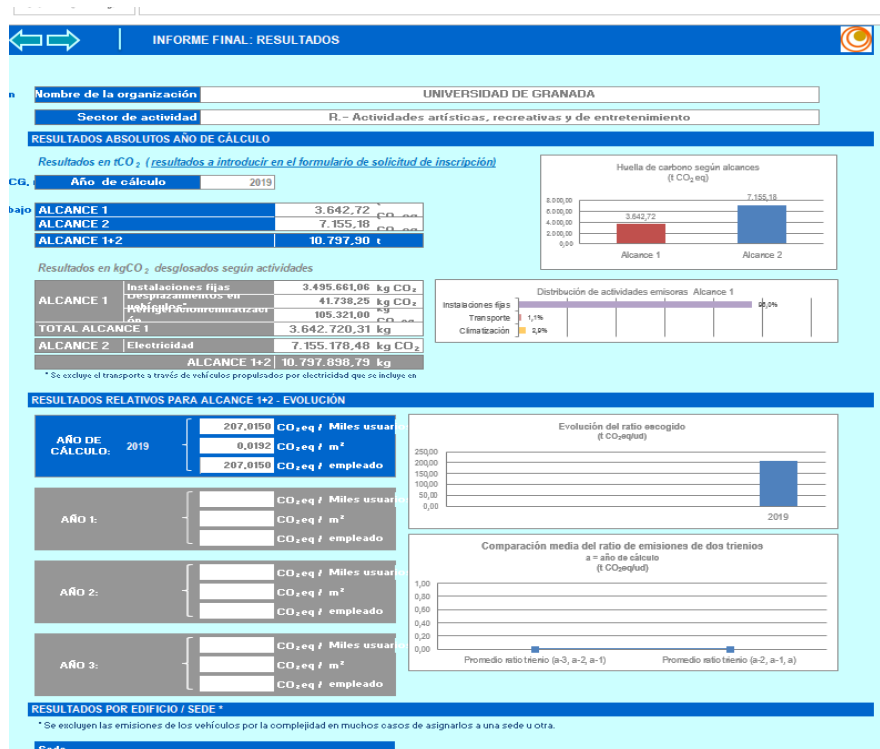 INFORME FINAL: RESULTADOS
Nombre de la organización UNIVERSIDAD DE GRANADA
Sector de actividad R.- Actividades artísticas, recreativas y de entretenimiento
RESULTADOS ABSOLUTOS AÑO DE CÁLCULO
Resultados en tCO₂ (resultados a introducir en el formulario de solicitud de inscripción)
CG, Año de cálculo 2019
bajo ALCANCE 1 3.642,72
ALCANCE 2 7.155,18
ALCANCE 1+2 10.797,90 t
Huella de carbono según alcances
(t CO₂eq)
8.000,00
6.000,00
4.000,00
2.000,00
0,00
3.642,72
7.155,18
Alcance 1 Alcance 2
Resultados en kgCO₂ desglosados según actividades
ALCANCE 1
Instalaciones fijas 3.495.661,06 kg CO₂
Desplazamientos en vehículos* 41.738,25 kg CO₂
105.321,00 kg
TOTAL ALCANCE 1 3.642.720,31 kg
ALCANCE 2 Electricidad 7.155.178,48 kg CO₂
ALCANCE 1+2 10.797.898,79 kg
* Se excluye el transporte a través de vehículos propulsados por electricidad que se incluye en
Distribución de actividades emisoras Alcance 1
Instalaciones fijas 96,0%
Transporte 1,1%
Climatización 2,9%
RESULTADOS RELATIVOS PARA ALCANCE 1+2 - EVOLUCIÓN
AÑO DE CÁLCULO: 2019
207,0150 CO₂eq / Miles usuar
0,0192 CO₂eq / m²
207,0150 CO₂eq / empleado
AÑO 1:
CO₂eq / Miles usuar
CO₂eq / m²
CO₂eq / empleado
AÑO 2:
CO₂eq / Miles usuar
CO₂eq / m²
CO₂eq / empleado
AÑO 3:
CO₂eq / Miles usuar
CO₂eq / m²
CO₂eq / empleado
Evolución del ratio escogido
(t CO₂eq/ud)
250,00
200,00
150,00
100,00
50,00
0,00
2019
Comparación media del ratio de emisiones de dos trienios
a = año de cálculo
(t CO₂eq/ud)
1,00
0,80
0,60
0,40
0,20
0,00
Promedio ratio trienio (a-3, a-2, a-1) Promedio ratio trienio (a-2, a-1, a)
RESULTADOS POR EDIFICIO / SEDE *
* Se excluyen las emisiones de los vehículos por la complejidad en muchos casos de asignarlos a una sede u otra.
Sede